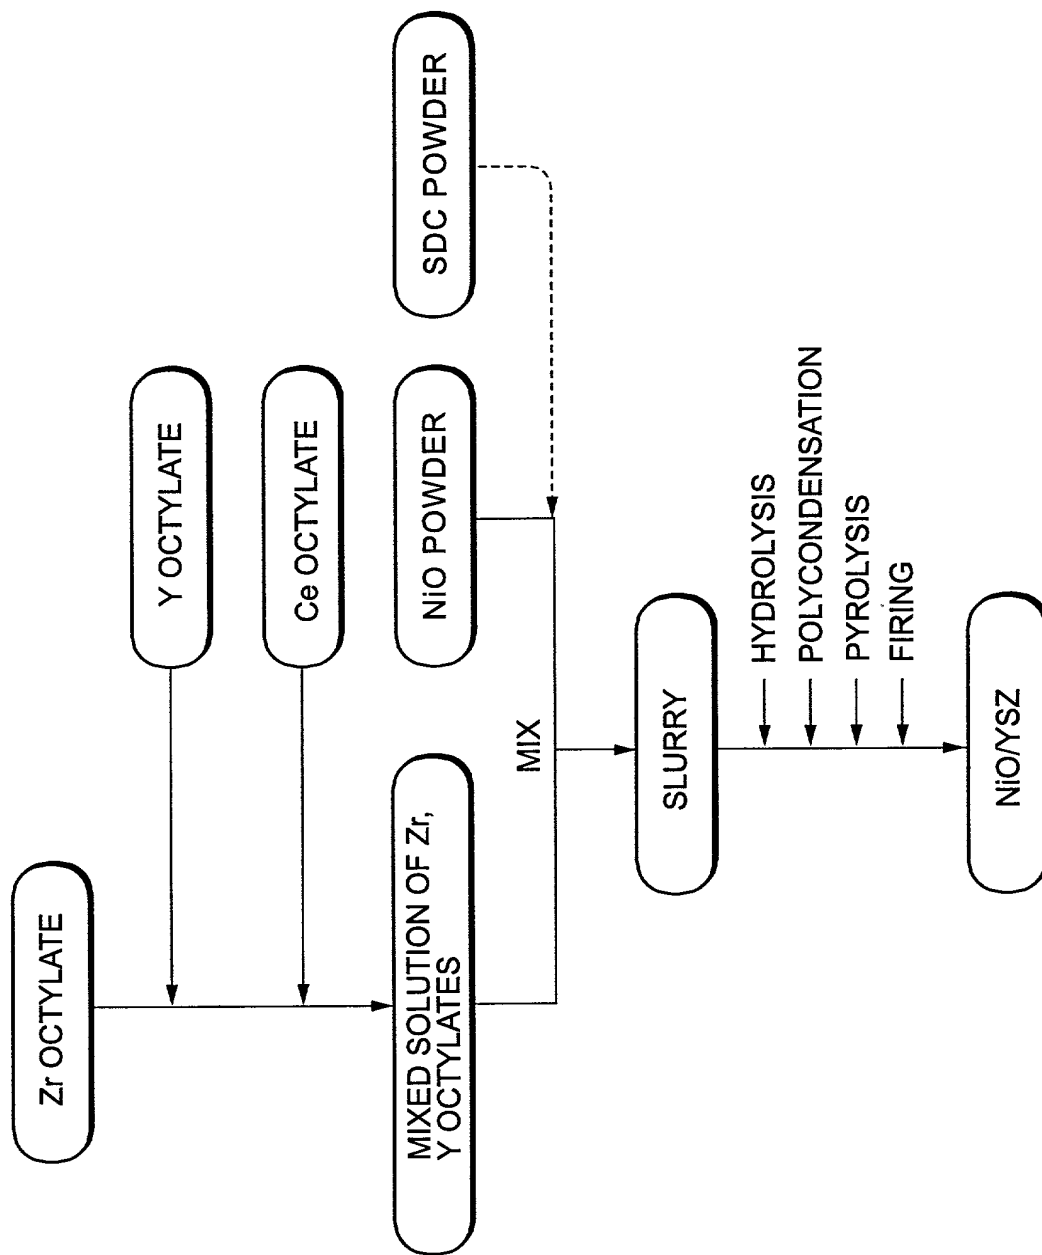 Zr OCTYLATE
Y OCTYLATE
Ce OCTYLATE
MIXED SOLUTION OF Zr,
Y OCTYLATES
NiO POWDER
SDC POWDER
MIX
SLURRY
HYDROLYSIS
POLYCONDENSATION
PYROLYSIS
FIRING
NiO/YSZ